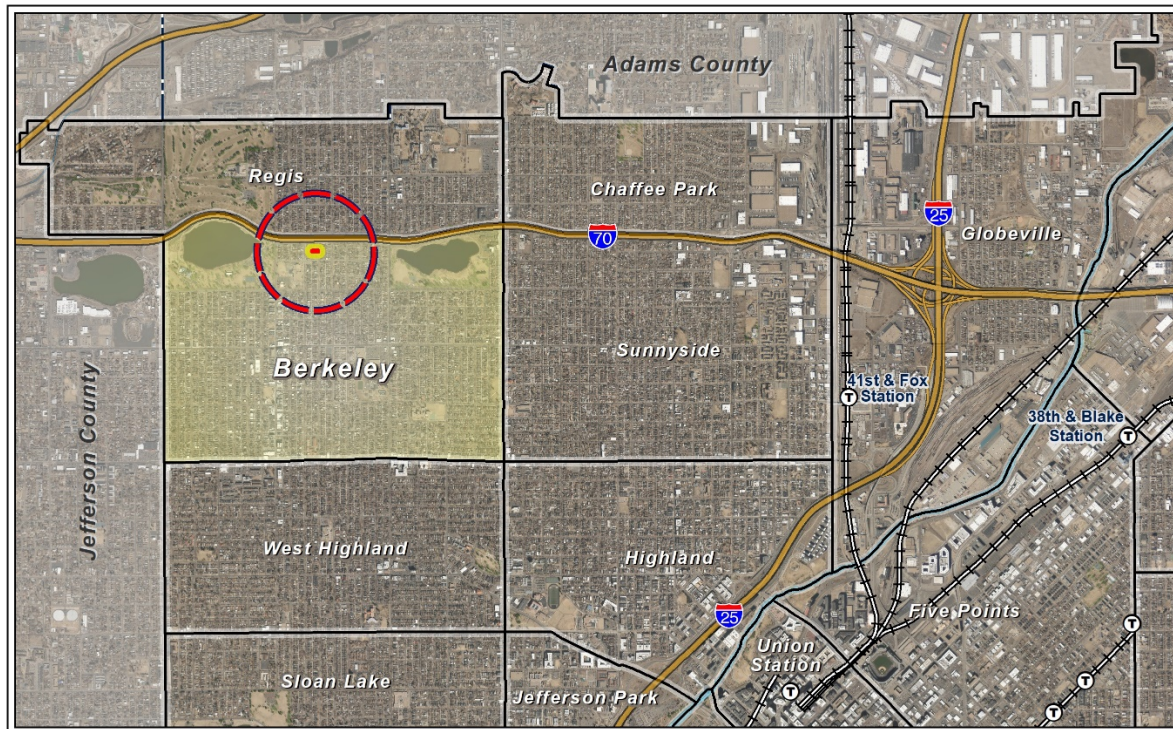 Adams County
Regis
Chaffee Park
25
70
Globeville
Sunnyside
Berkeley
Jefferson County
41st & Fox
Station
T
38th & Blake
Station
T
West Highland
Highland
25
Five Points
T
Union
Station
Sloan Lake
Jefferson Park
T
T
T